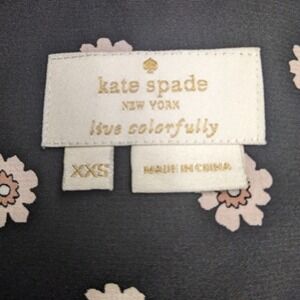 kate spade
NEW YORK
live colorfully
XXS
MADE IN CHINA